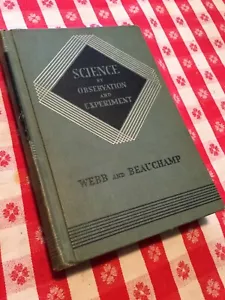 SCIENCE
BY
OBSERVATION
AND
EXPERIMENT
WEBB AND BEAUCHAMP